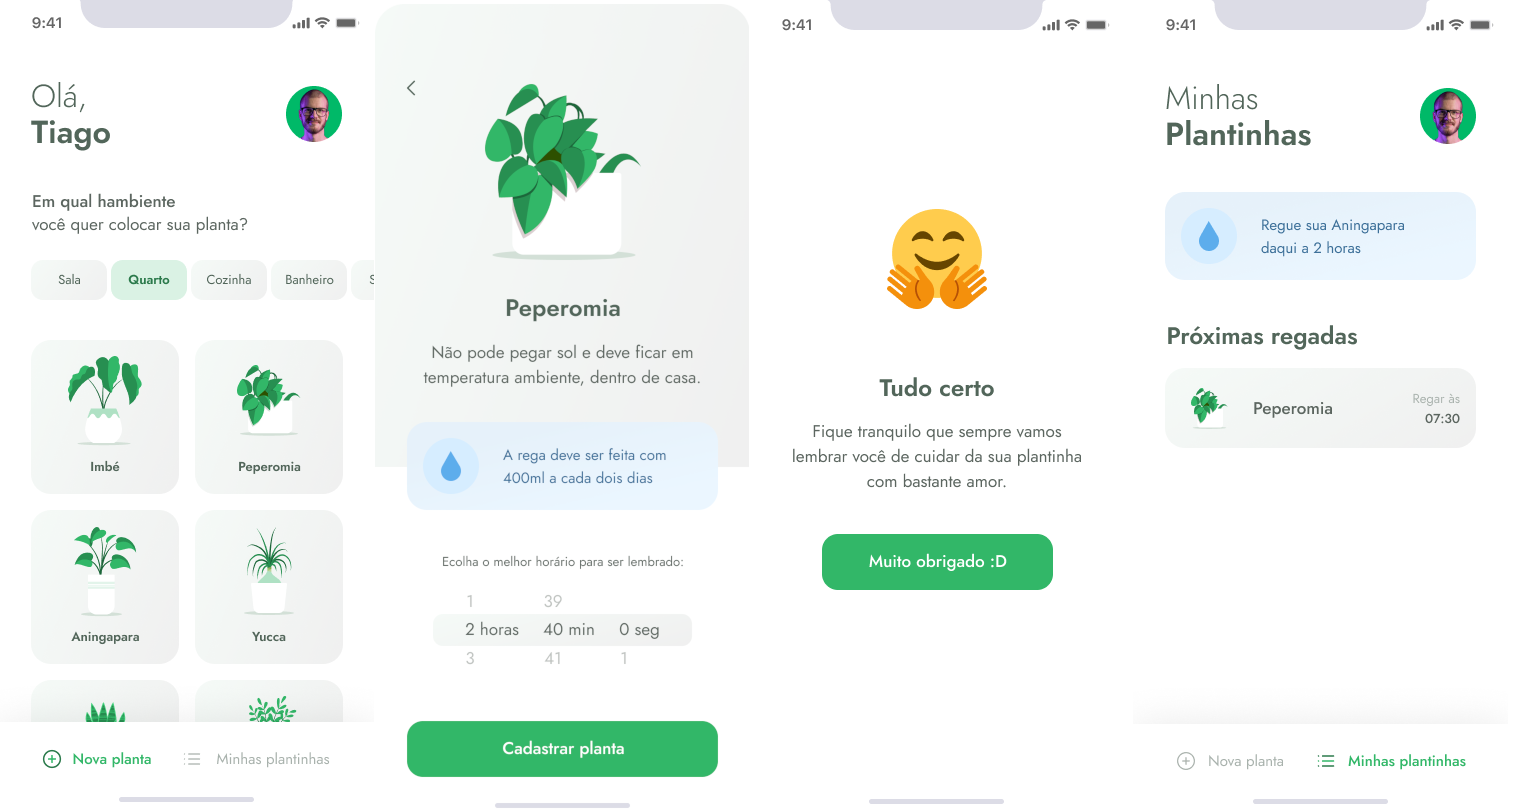 9:41
Olá,
Tiago
Em qual hambiente
você quer colocar sua planta?
Sala
Quarto
Cozinha
Banheiro
S
Imbé
Peperomia
Aningapara
Yucca
Nova planta
Minhas plantinhas
Peperomia
Não pode pegar sol e deve ficar em
temperatura ambiente, dentro de casa.
A rega deve ser feita com
400ml a cada dois dias
Ecolha o melhor horário para ser lembrado:
1 39
2 horas 40 min 0 seg
3 41 1
Cadastrar planta
9:41
Tudo certo
Fique tranquilo que sempre vamos
lembrar você de cuidar da sua plantinha
com bastante amor.
Muito obrigado :D
9:41
Minhas
Plantinhas
Regue sua Aningapara
daqui a 2 horas
Próximas regadas
Peperomia
Regar às
07:30
Nova planta
Minhas plantinhas